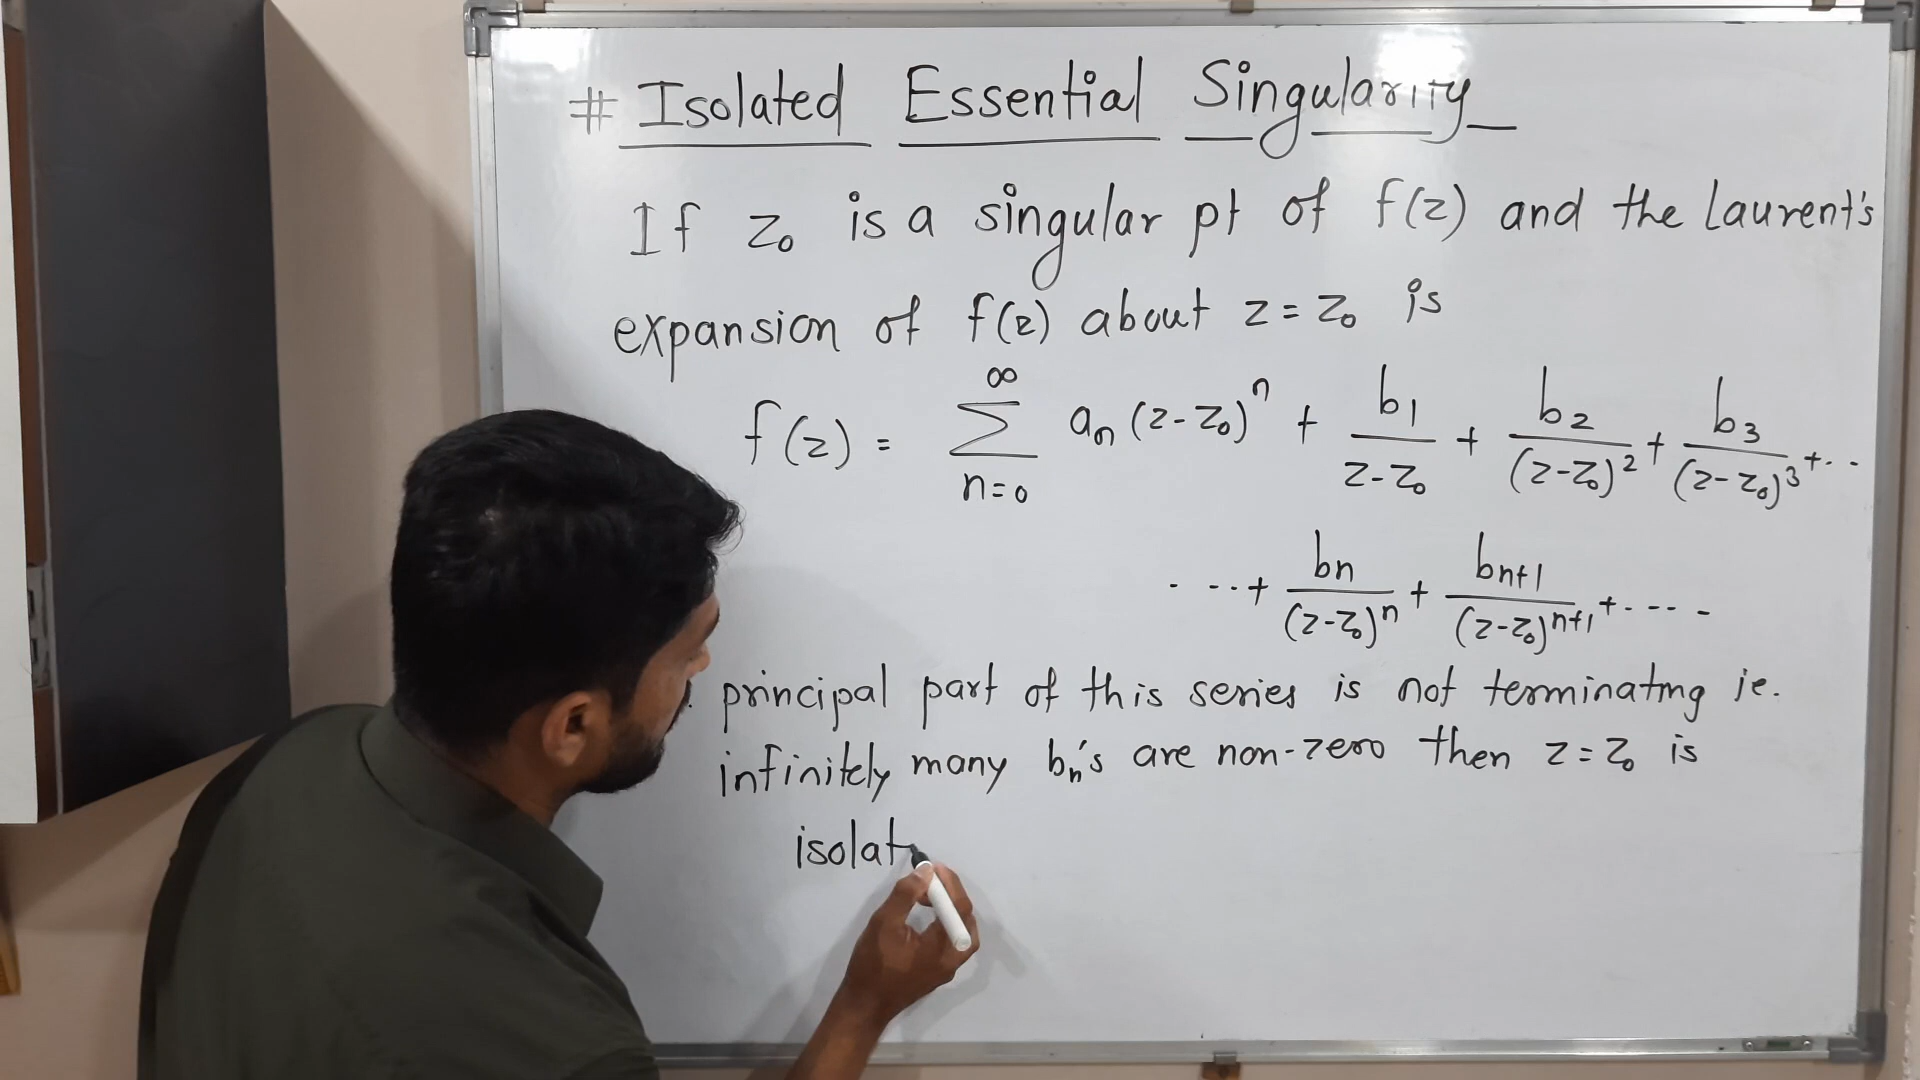 # Isolated Essential Singularity
If z₀ is a singular pt of f(z) and the Laurent's
expansion of f(z) about z = z₀ is
f(z) = ∞ Σ n=0 aₙ (z-z₀)ⁿ + b₁/(z-z₀) + b₂/(z-z₀)² + b₃/(z-z₀)³ + ..
. ... + bn/(z-z₀)ⁿ + bn+1/(z-z₀)ⁿ⁺¹ + .....
principal part of this series is not terminating ie.
infinitely many bₙ's are non-zero then z = z₀ is
isolat